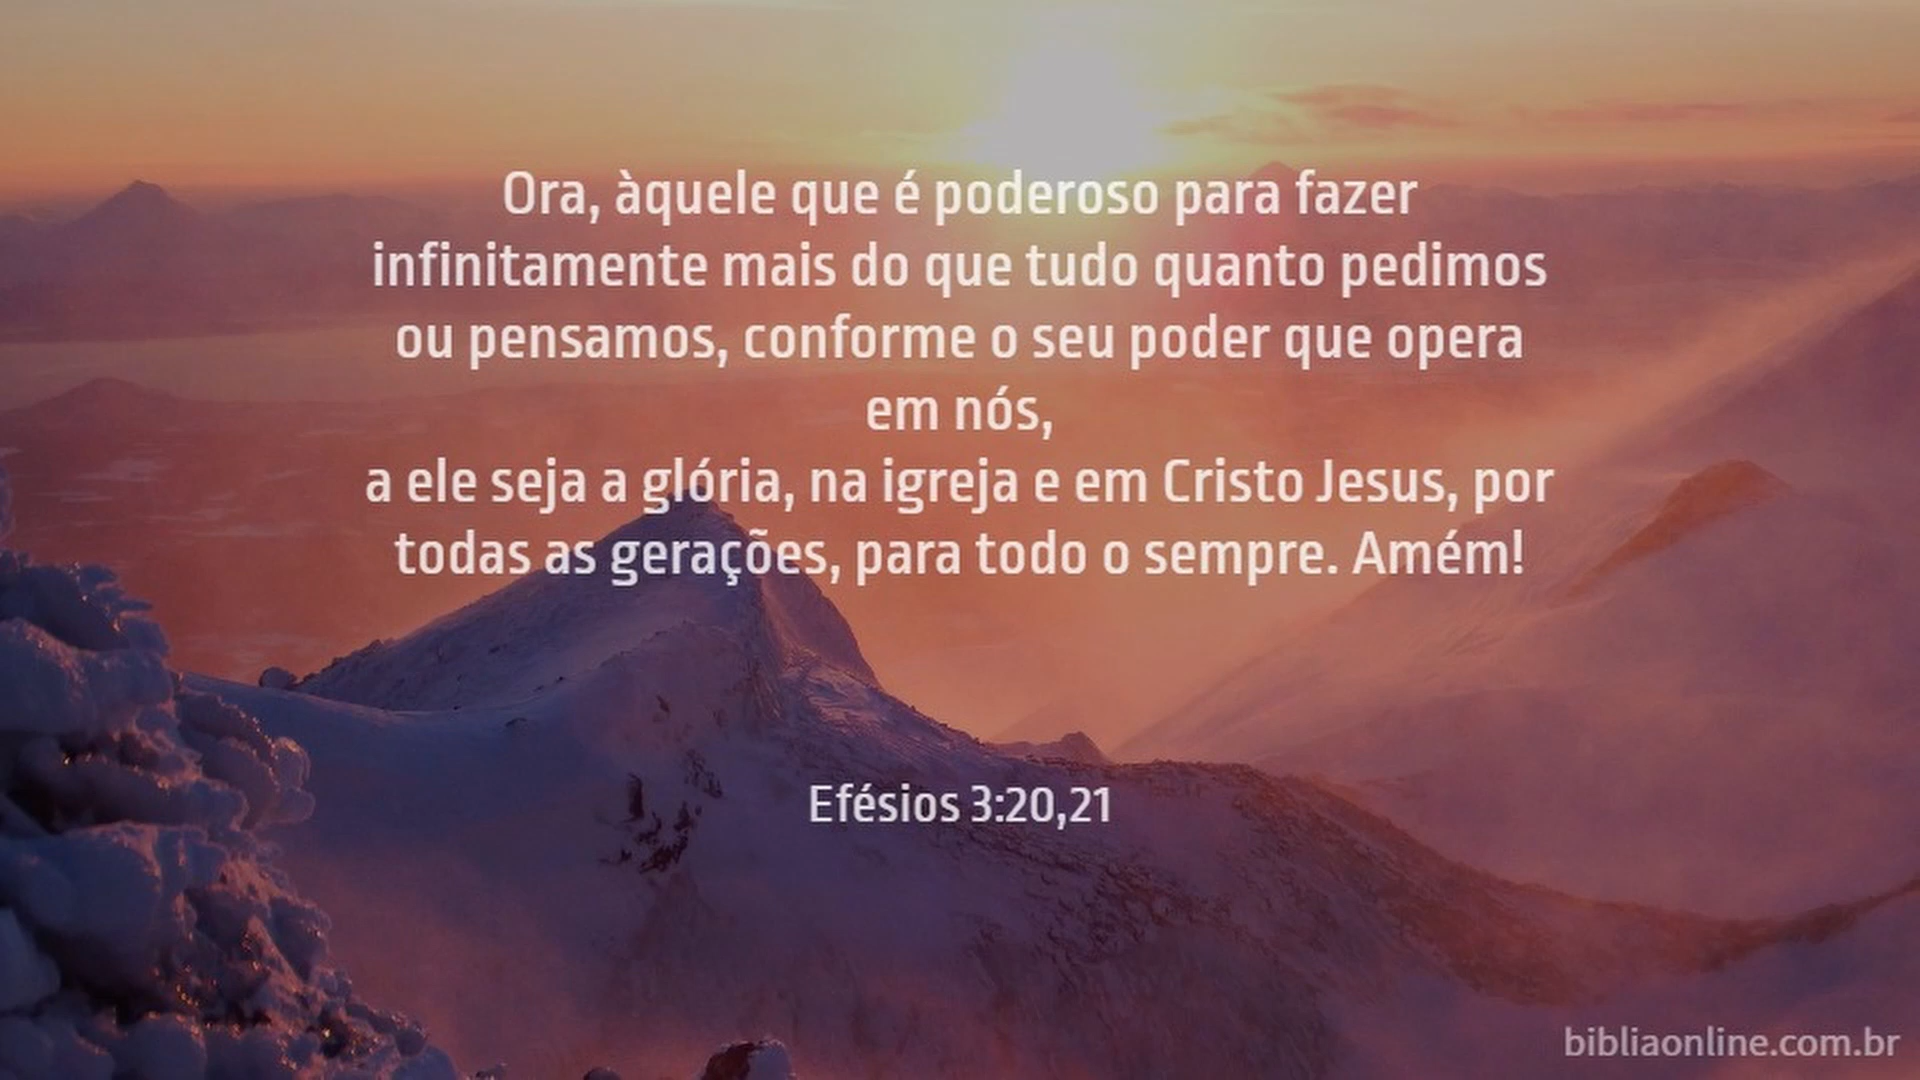 Ora, àquele que é poderoso para fazer
infinitamente mais do que tudo quanto pedimos
ou pensamos, conforme o seu poder que opera
em nós,
a ele seja a glória, na igreja e em Cristo Jesus, por
todas as gerações, para todo o sempre. Amém!
Efésios 3:20,21
bibliaonline.com.br